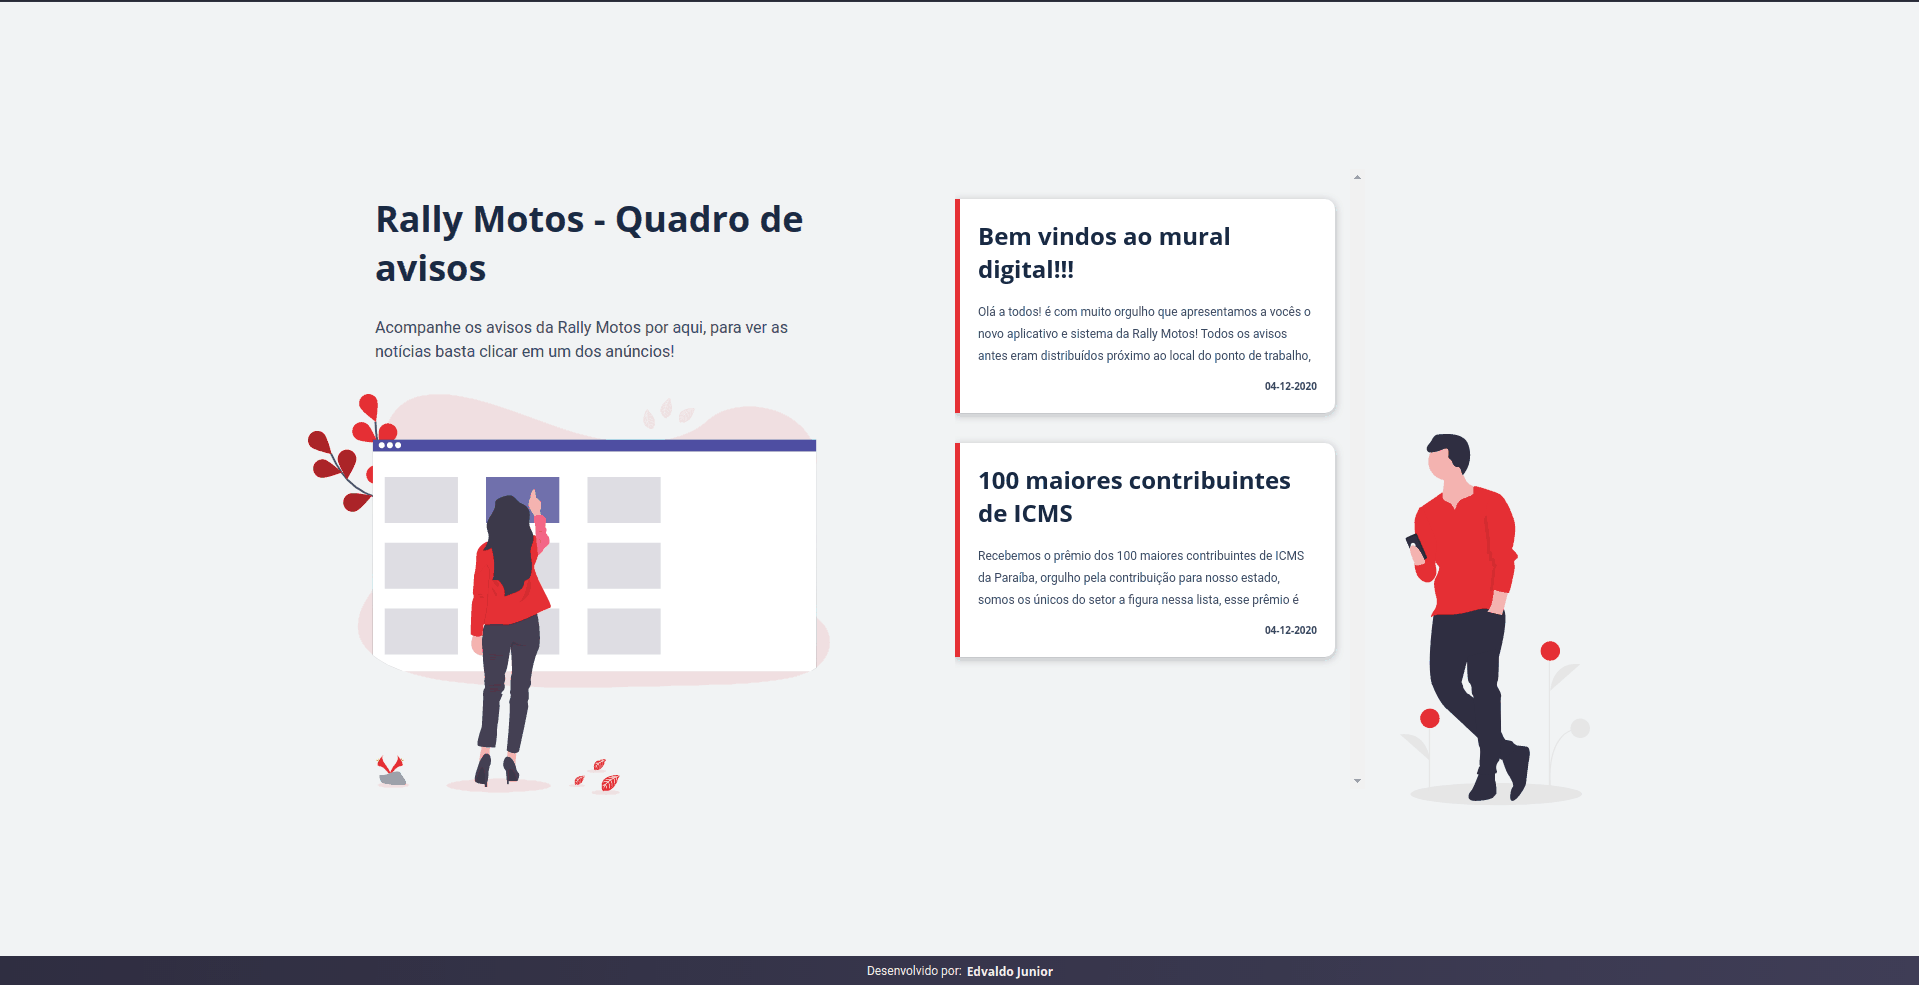 Rally Motos - Quadro de
avisos
Acompanhe os avisos da Rally Motos por aqui, para ver as
notícias basta clicar em um dos anúncios!
Bem vindos ao mural
digital!!!
Olá a todos! é com muito orgulho que apresentamos a vocês o
novo aplicativo e sistema da Rally Motos! Todos os avisos
antes eram distribuídos próximo ao local do ponto de trabalho,
04-12-2020
100 maiores contribuintes
de ICMS
Recebemos o prêmio dos 100 maiores contribuintes de ICMS
da Paraíba, orgulho pela contribuição para nosso estado,
somos os únicos do setor a figura nessa lista, esse prêmio é
04-12-2020
Desenvolvido por: Edvaldo Junior